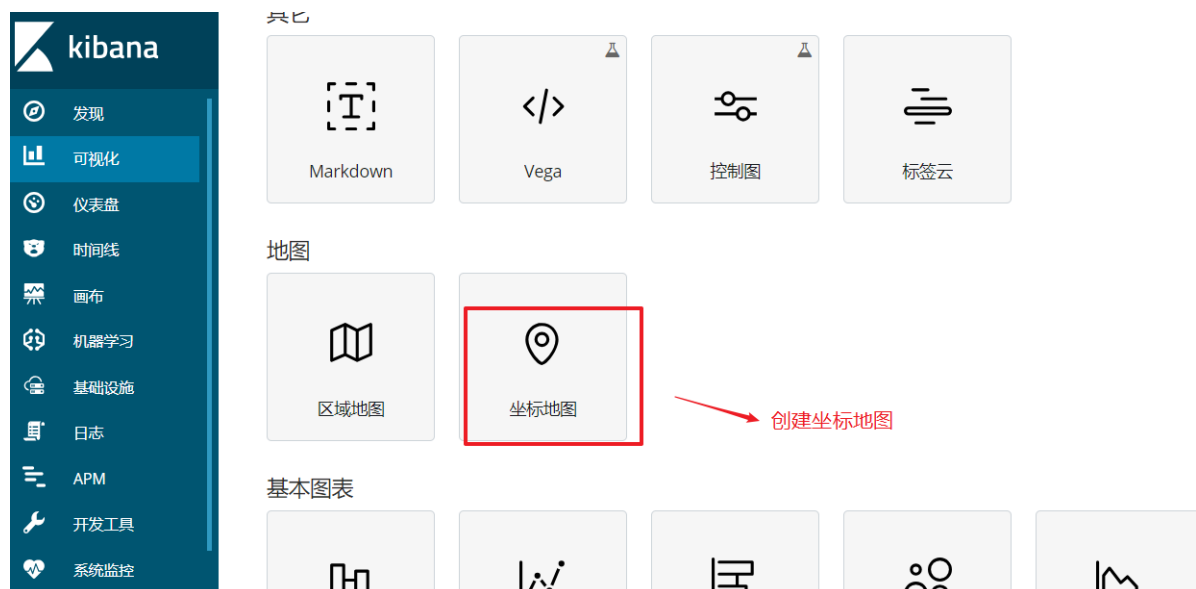 kibana
发现
可视化
仪表盘
时间线
画布
机器学习
基础设施
日志
APM
开发工具
系统监控
其它
Markdown
Vega
控制图
标签云
地图
区域地图
坐标地图
创建坐标地图
基本图表